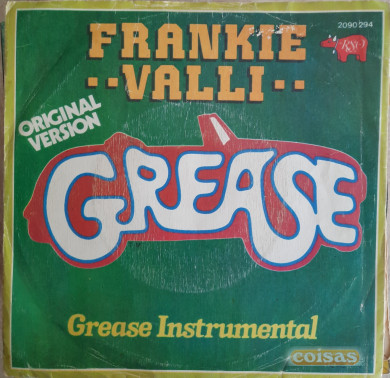 2090 294
FRANKIE
RSO
··VALLI··
ORIGINAL
VERSION
GREASE
Grease Instrumental
coisas